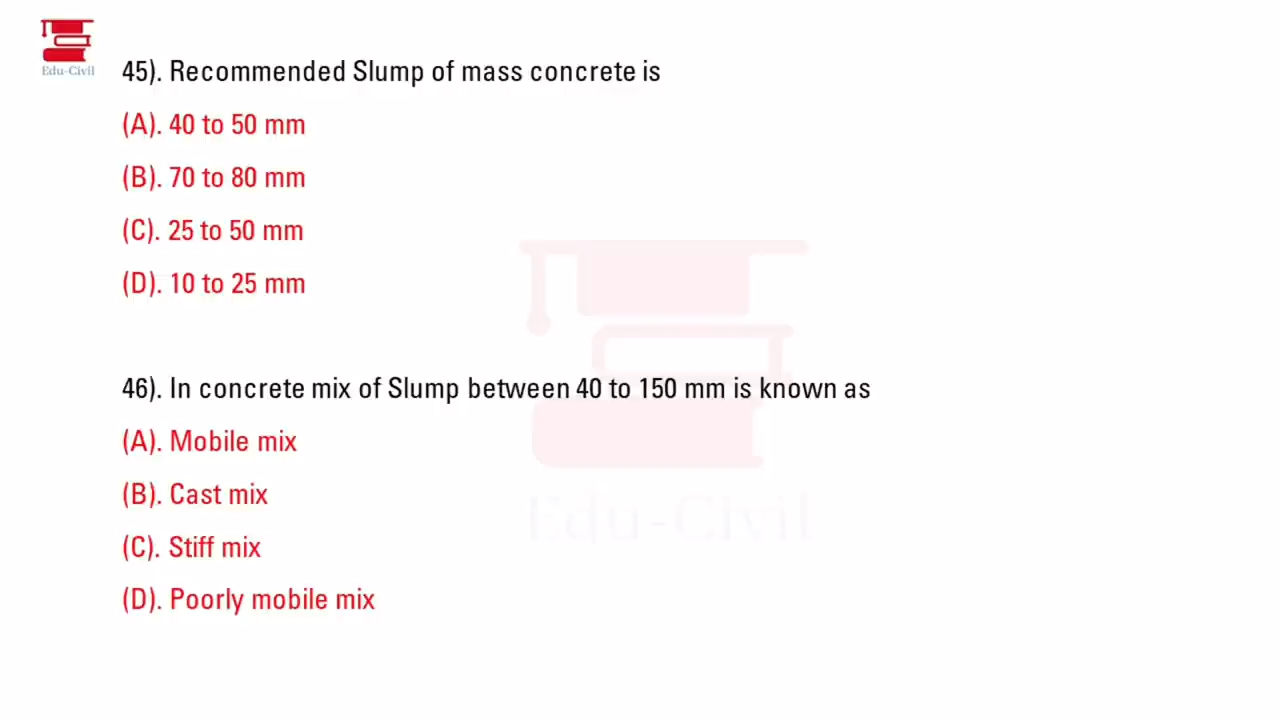 Edu-Civil
45). Recommended Slump of mass concrete is
(A). 40 to 50 mm
(B). 70 to 80 mm
(C). 25 to 50 mm
(D). 10 to 25 mm
46). In concrete mix of Slump between 40 to 150 mm is known as
(A). Mobile mix
(B). Cast mix
Edu-Civil
(C). Stiff mix
(D). Poorly mobile mix